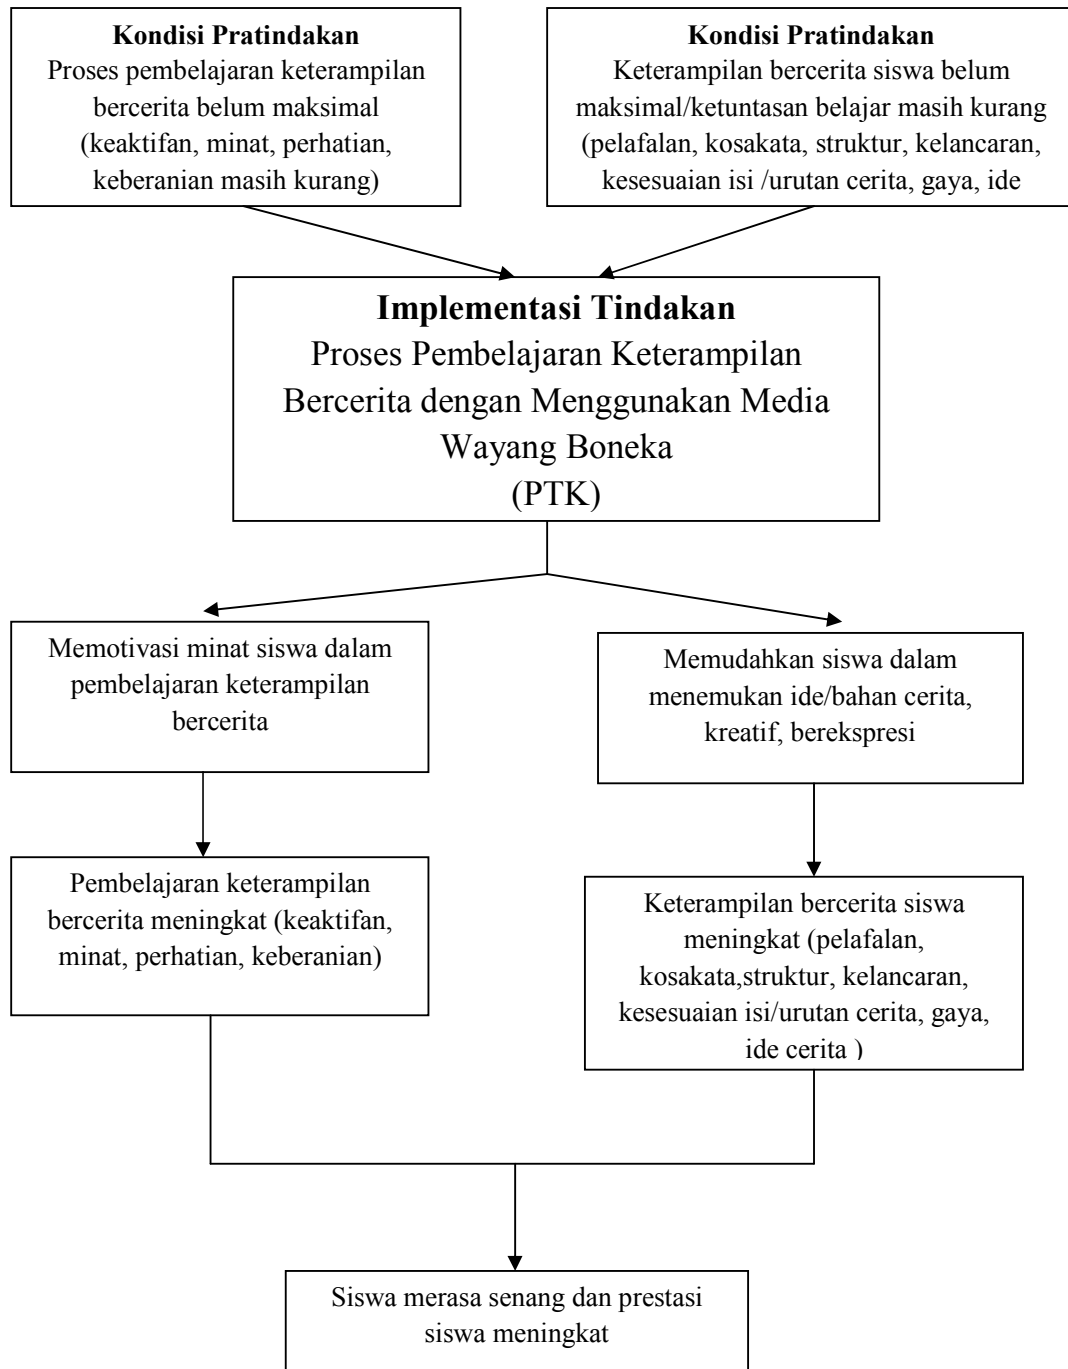 Kondisi Pratindakan
Proses pembelajaran keterampilan
bercerita belum maksimal
(keaktifan, minat, perhatian,
keberanian masih kurang)
Kondisi Pratindakan
Keterampilan bercerita siswa belum
maksimal/ketuntasan belajar masih kurang
(pelafalan, kosakata, struktur, kelancaran,
kesesuaian isi /urutan cerita, gaya, ide
Implementasi Tindakan
Proses Pembelajaran Keterampilan
Bercerita dengan Menggunakan Media
Wayang Boneka
(PTK)
Memotivasi minat siswa dalam
pembelajaran keterampilan
bercerita
Memudahkan siswa dalam
menemukan ide/bahan cerita,
kreatif, berekspresi
Pembelajaran keterampilan
bercerita meningkat (keaktifan,
minat, perhatian, keberanian)
Keterampilan bercerita siswa
meningkat (pelafalan,
kosakata,struktur, kelancaran,
kesesuaian isi/urutan cerita, gaya,
ide cerita )
Siswa merasa senang dan prestasi
siswa meningkat